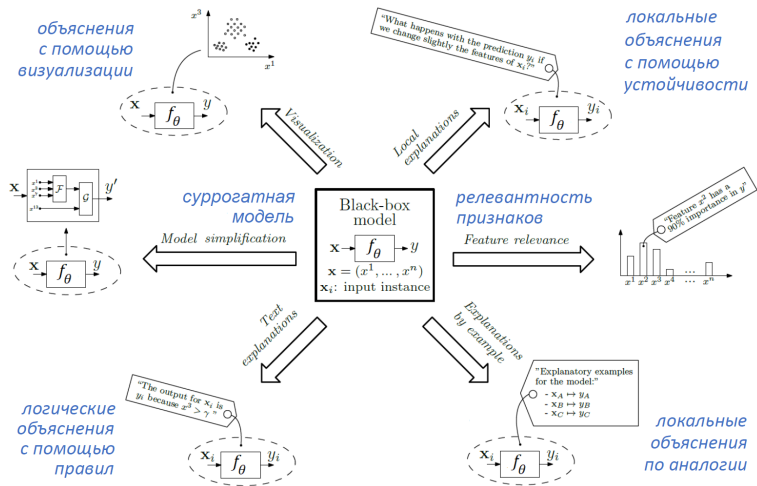 объяснения
с помощью
визуализации
x³
x¹
x
f_θ
y
Visualization
"What happens with the prediction yᵢ if
we change slightly the features of xᵢ?"
локальные
объяснения
с помощью
устойчивости
xᵢ
f_θ
yᵢ
Local
explanations
x
x¹
x²
x³
xⁿ
F
G
y′
x
f_θ
y
суррогатная
модель
Model simplification
Black-box
model
x
f_θ
y
x = (x¹, ... , xⁿ)
xᵢ: input instance
релевантность
признаков
Feature relevance
"Feature x² has a
90% importance in y"
x¹ x² x³ x⁴ ... xⁿ
...
Text
explanations
"The output for xᵢ is
yᵢ because x³ > γ "
логические
объяснения
с помощью
правил
xᵢ
f_θ
yᵢ
Explanations
by example
"Explanatory examples
for the model:"
- x_A ↦ y_A
- x_B ↦ y_B
- x_C ↦ y_C
xᵢ
f_θ
yᵢ
локальные
объяснения
по аналогии